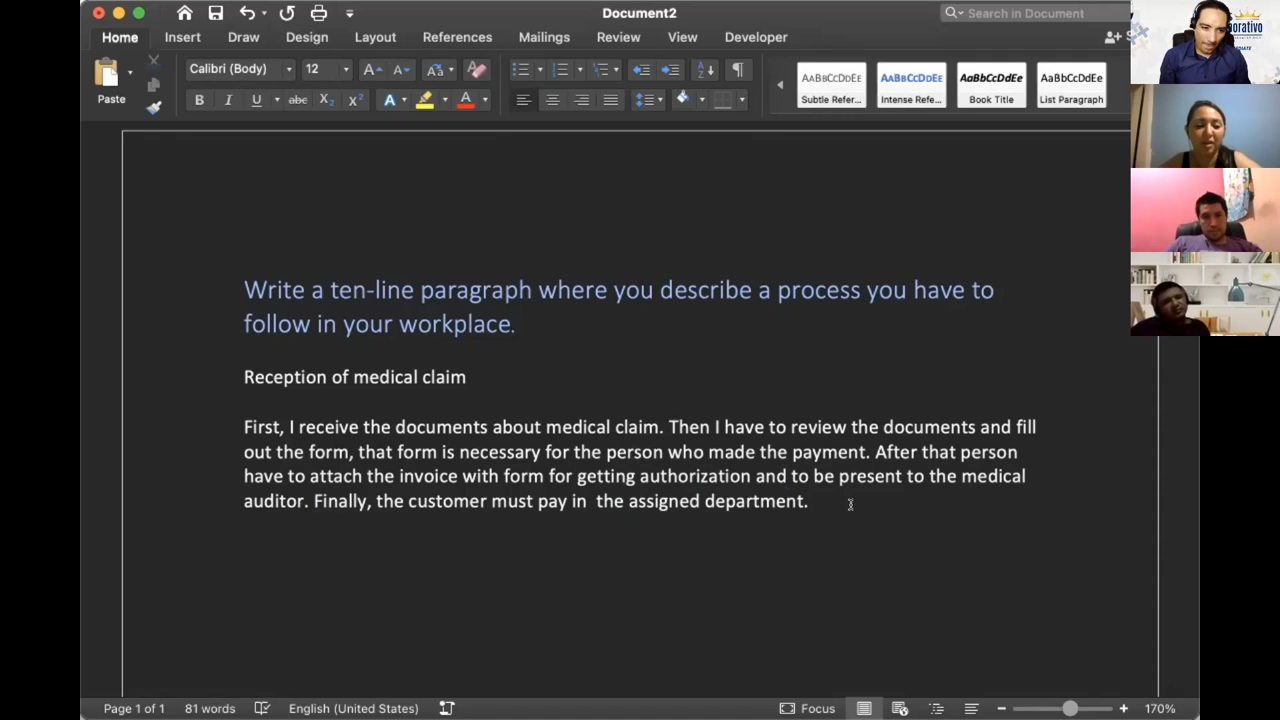 Document2
Search in Document
Home Insert Draw Design Layout References Mailings Review View Developer
Paste
Calibri (Body) 12
AaBbCcDdEe AaBbCcDdEe AaBbCcDdEe AaBbCcDdEe
Subtle Refer... Intense Refe... Book Title List Paragraph
orativo
Write a ten-line paragraph where you describe a process you have to
follow in your workplace.
Reception of medical claim
First, I receive the documents about medical claim. Then I have to review the documents and fill
out the form, that form is necessary for the person who made the payment. After that person
have to attach the invoice with form for getting authorization and to be present to the medical
auditor. Finally, the customer must pay in the assigned department.
Page 1 of 1 81 words English (United States) Focus 170%